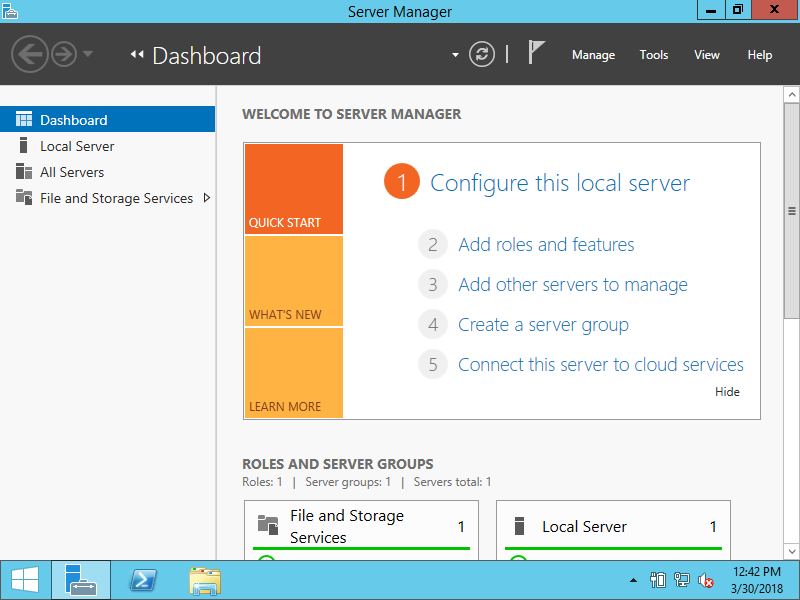 Server Manager
Dashboard
Manage Tools View Help
Dashboard
Local Server
All Servers
File and Storage Services
WELCOME TO SERVER MANAGER
QUICK START
WHAT'S NEW
LEARN MORE
1 Configure this local server
2 Add roles and features
3 Add other servers to manage
4 Create a server group
5 Connect this server to cloud services
Hide
ROLES AND SERVER GROUPS
Roles: 1 | Server groups: 1 | Servers total: 1
File and Storage
Services
1
Local Server 1
12:42 PM
3/30/2018